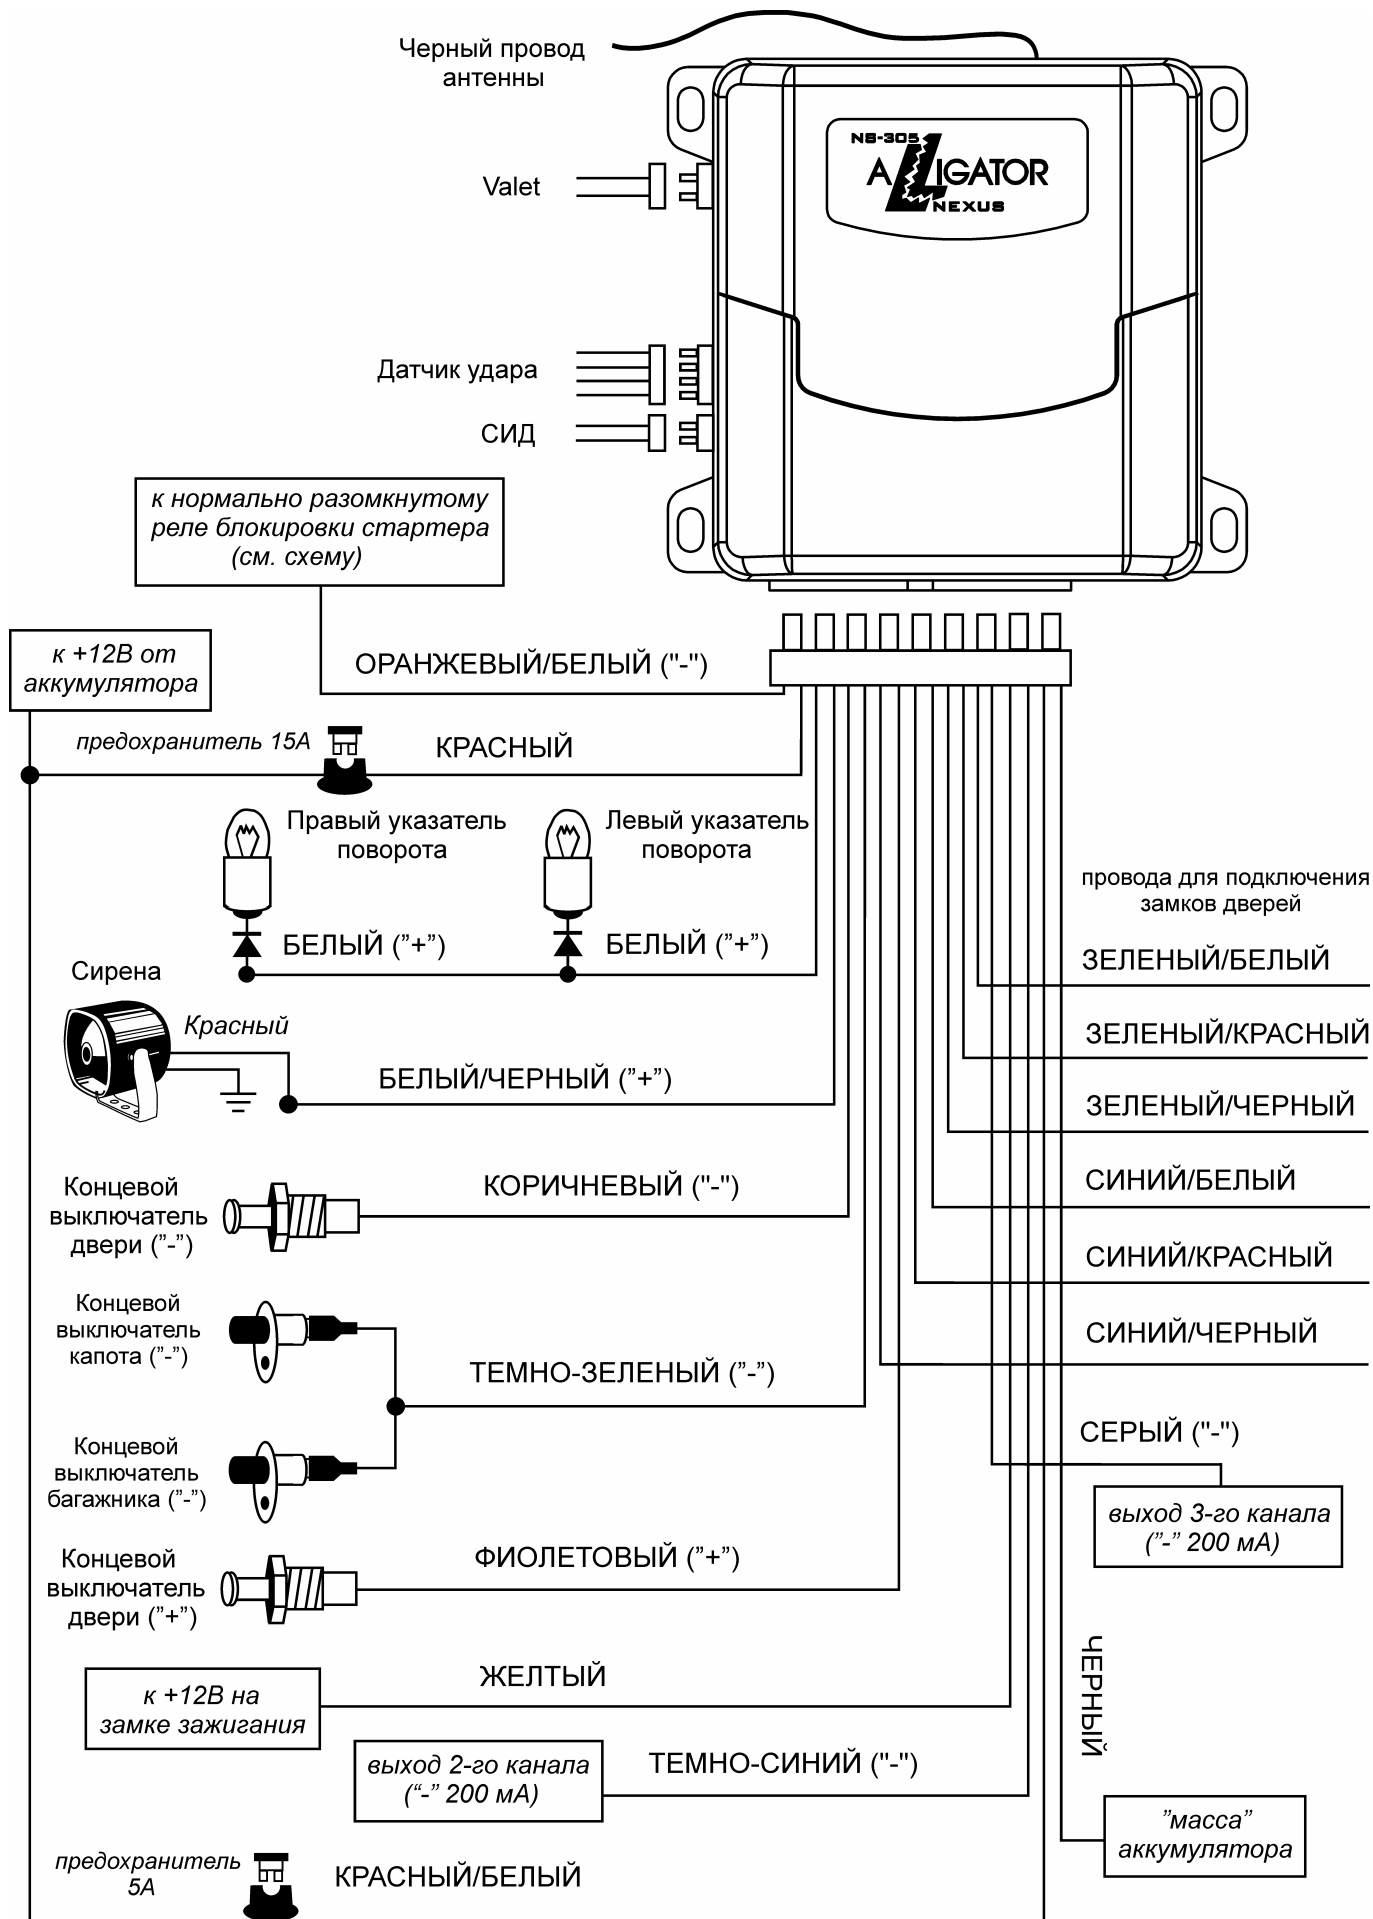 Черный провод
антенны
NS-305
ALLIGATOR
NEXUS
Valet
Датчик удара
СИД
к нормально разомкнутому
реле блокировки стартера
(см. схему)
к +12В от
аккумулятора
ОРАНЖЕВЫЙ/БЕЛЫЙ ("-")
предохранитель 15А
КРАСНЫЙ
Правый указатель
поворота
Левый указатель
поворота
провода для подключения
замков дверей
БЕЛЫЙ ("+")
БЕЛЫЙ ("+")
ЗЕЛЕНЫЙ/БЕЛЫЙ
Сирена
Красный
ЗЕЛЕНЫЙ/КРАСНЫЙ
БЕЛЫЙ/ЧЕРНЫЙ ("+")
ЗЕЛЕНЫЙ/ЧЕРНЫЙ
Концевой
выключатель
двери ("-")
КОРИЧНЕВЫЙ ("-")
СИНИЙ/БЕЛЫЙ
СИНИЙ/КРАСНЫЙ
Концевой
выключатель
капота ("-")
СИНИЙ/ЧЕРНЫЙ
ТЕМНО-ЗЕЛЕНЫЙ ("-")
СЕРЫЙ ("-")
Концевой
выключатель
багажника ("-")
выход 3-го канала
("-" 200 мА)
Концевой
выключатель
двери ("+")
ФИОЛЕТОВЫЙ ("+")
ЧЕРНЫЙ
ЖЕЛТЫЙ
к +12В на
замке зажигания
выход 2-го канала
("-" 200 мА)
ТЕМНО-СИНИЙ ("-")
"масса"
аккумулятора
предохранитель
5А
КРАСНЫЙ/БЕЛЫЙ